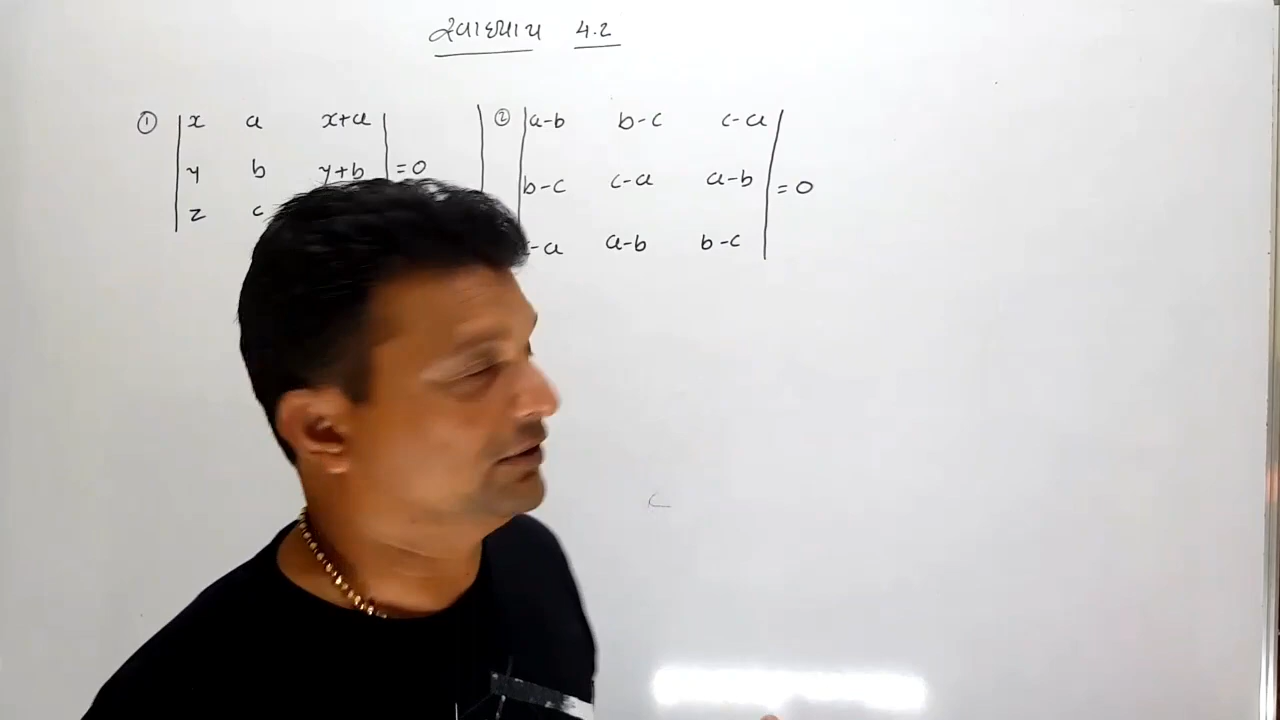 સ્વાધ્યાય 4.2
① | x a x+a |
| y b y+b | = 0
| z c
② | a-b b-c c-a |
| b-c c-a a-b | = 0
-a a-b b-c |